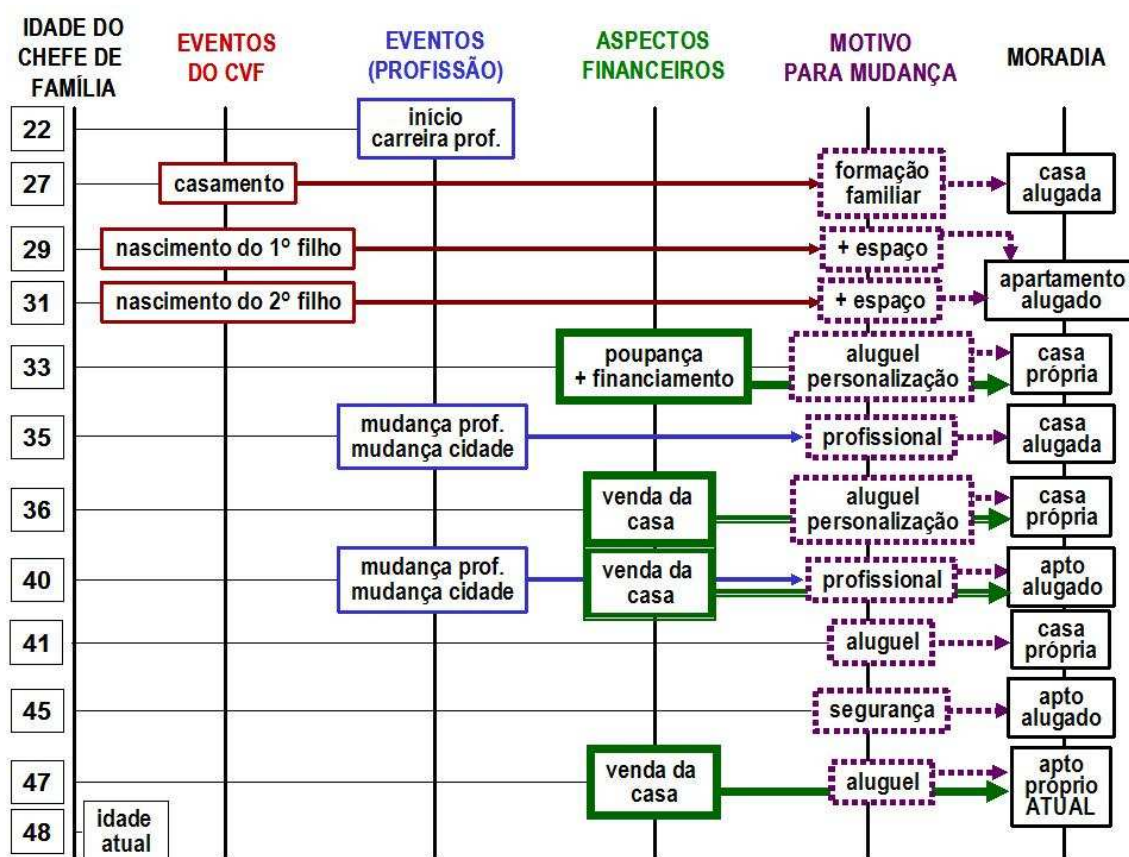 IDADE DO
CHEFE DE
FAMÍLIA
EVENTOS
DO CVF
EVENTOS
(PROFISSÃO)
ASPECTOS
FINANCEIROS
MOTIVO
PARA MUDANÇA
MORADIA
22
início
carreira prof.
27
casamento
formação
familiar
casa
alugada
29
nascimento do 1º filho
+ espaço
apartamento
alugado
31
nascimento do 2º filho
+ espaço
33
poupança
+ financiamento
aluguel
personalização
casa
própria
35
mudança prof.
mudança cidade
profissional
casa
alugada
36
venda da
casa
aluguel
personalização
casa
própria
40
mudança prof.
mudança cidade
venda da
casa
profissional
apto
alugado
41
aluguel
casa
própria
45
segurança
apto
alugado
47
venda da
casa
aluguel
apto
próprio
ATUAL
48
idade
atual